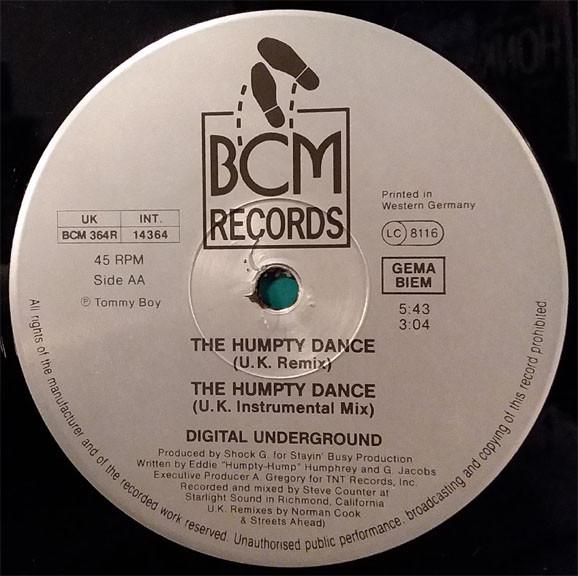 BCM
RECORDS
UK INT.
BCM 364R 14364
45 RPM
Side AA
℗ Tommy Boy
Printed in
Western Germany
LC 8116
GEMA
BIEM
5:43
3:04
THE HUMPTY DANCE
(U.K. Remix)
THE HUMPTY DANCE
(U.K. Instrumental Mix)
DIGITAL UNDERGROUND
Produced by Shock G. for Stayin' Busy Production
Written by Eddie "Humpty-Hump" Humphrey and G. Jacobs
Executive Producer A. Gregory for TNT Records, Inc.
Recorded and mixed by Steve Counter at
Starlight Sound in Richmond, California
U.K. Remixes by Norman Cook
& Streets Ahead)
All rights of the manufacturer and of the recorded work reserved. Unauthorised public performance, broadcasting and copying of this record prohibited